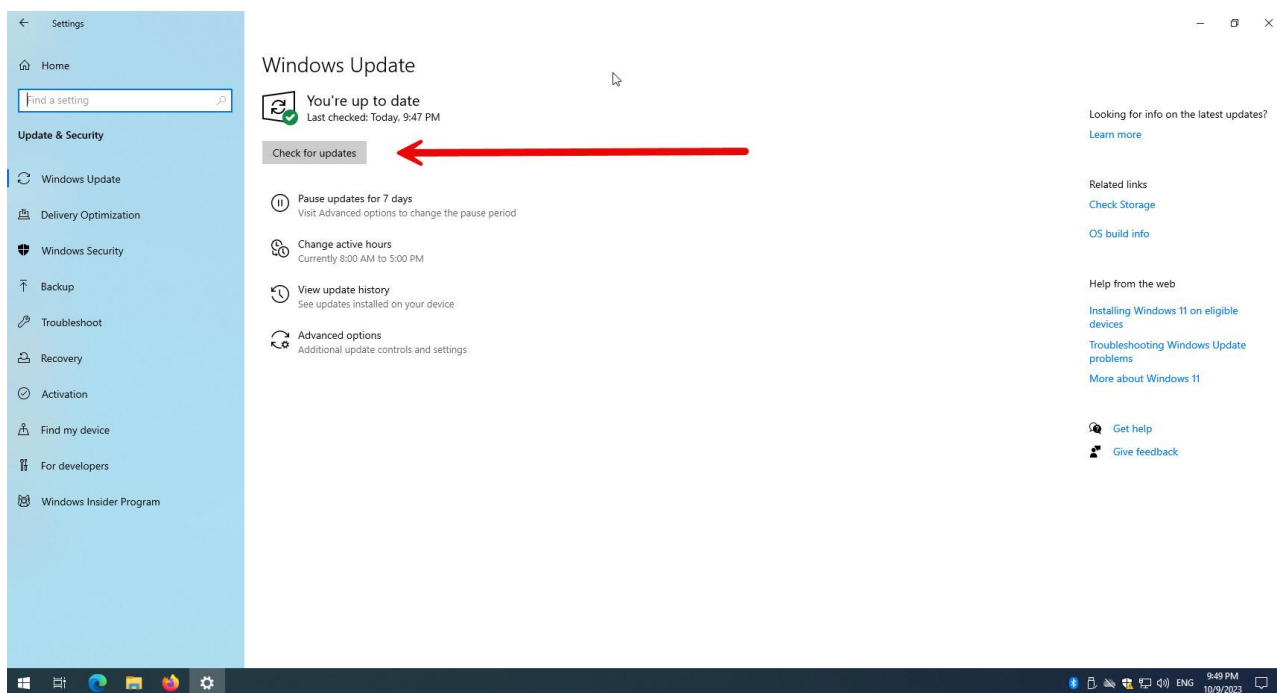 Settings
Home
Find a setting
Update & Security
Windows Update
Delivery Optimization
Windows Security
Backup
Troubleshoot
Recovery
Activation
Find my device
For developers
Windows Insider Program
Windows Update
You're up to date
Last checked: Today, 9:47 PM
Check for updates
Pause updates for 7 days
Visit Advanced options to change the pause period
Change active hours
Currently 8:00 AM to 5:00 PM
View update history
See updates installed on your device
Advanced options
Additional update controls and settings
Looking for info on the latest updates?
Learn more
Related links
Check Storage
OS build info
Help from the web
Installing Windows 11 on eligible
devices
Troubleshooting Windows Update
problems
More about Windows 11
Get help
Give feedback
ENG
9:49 PM
10/9/2023